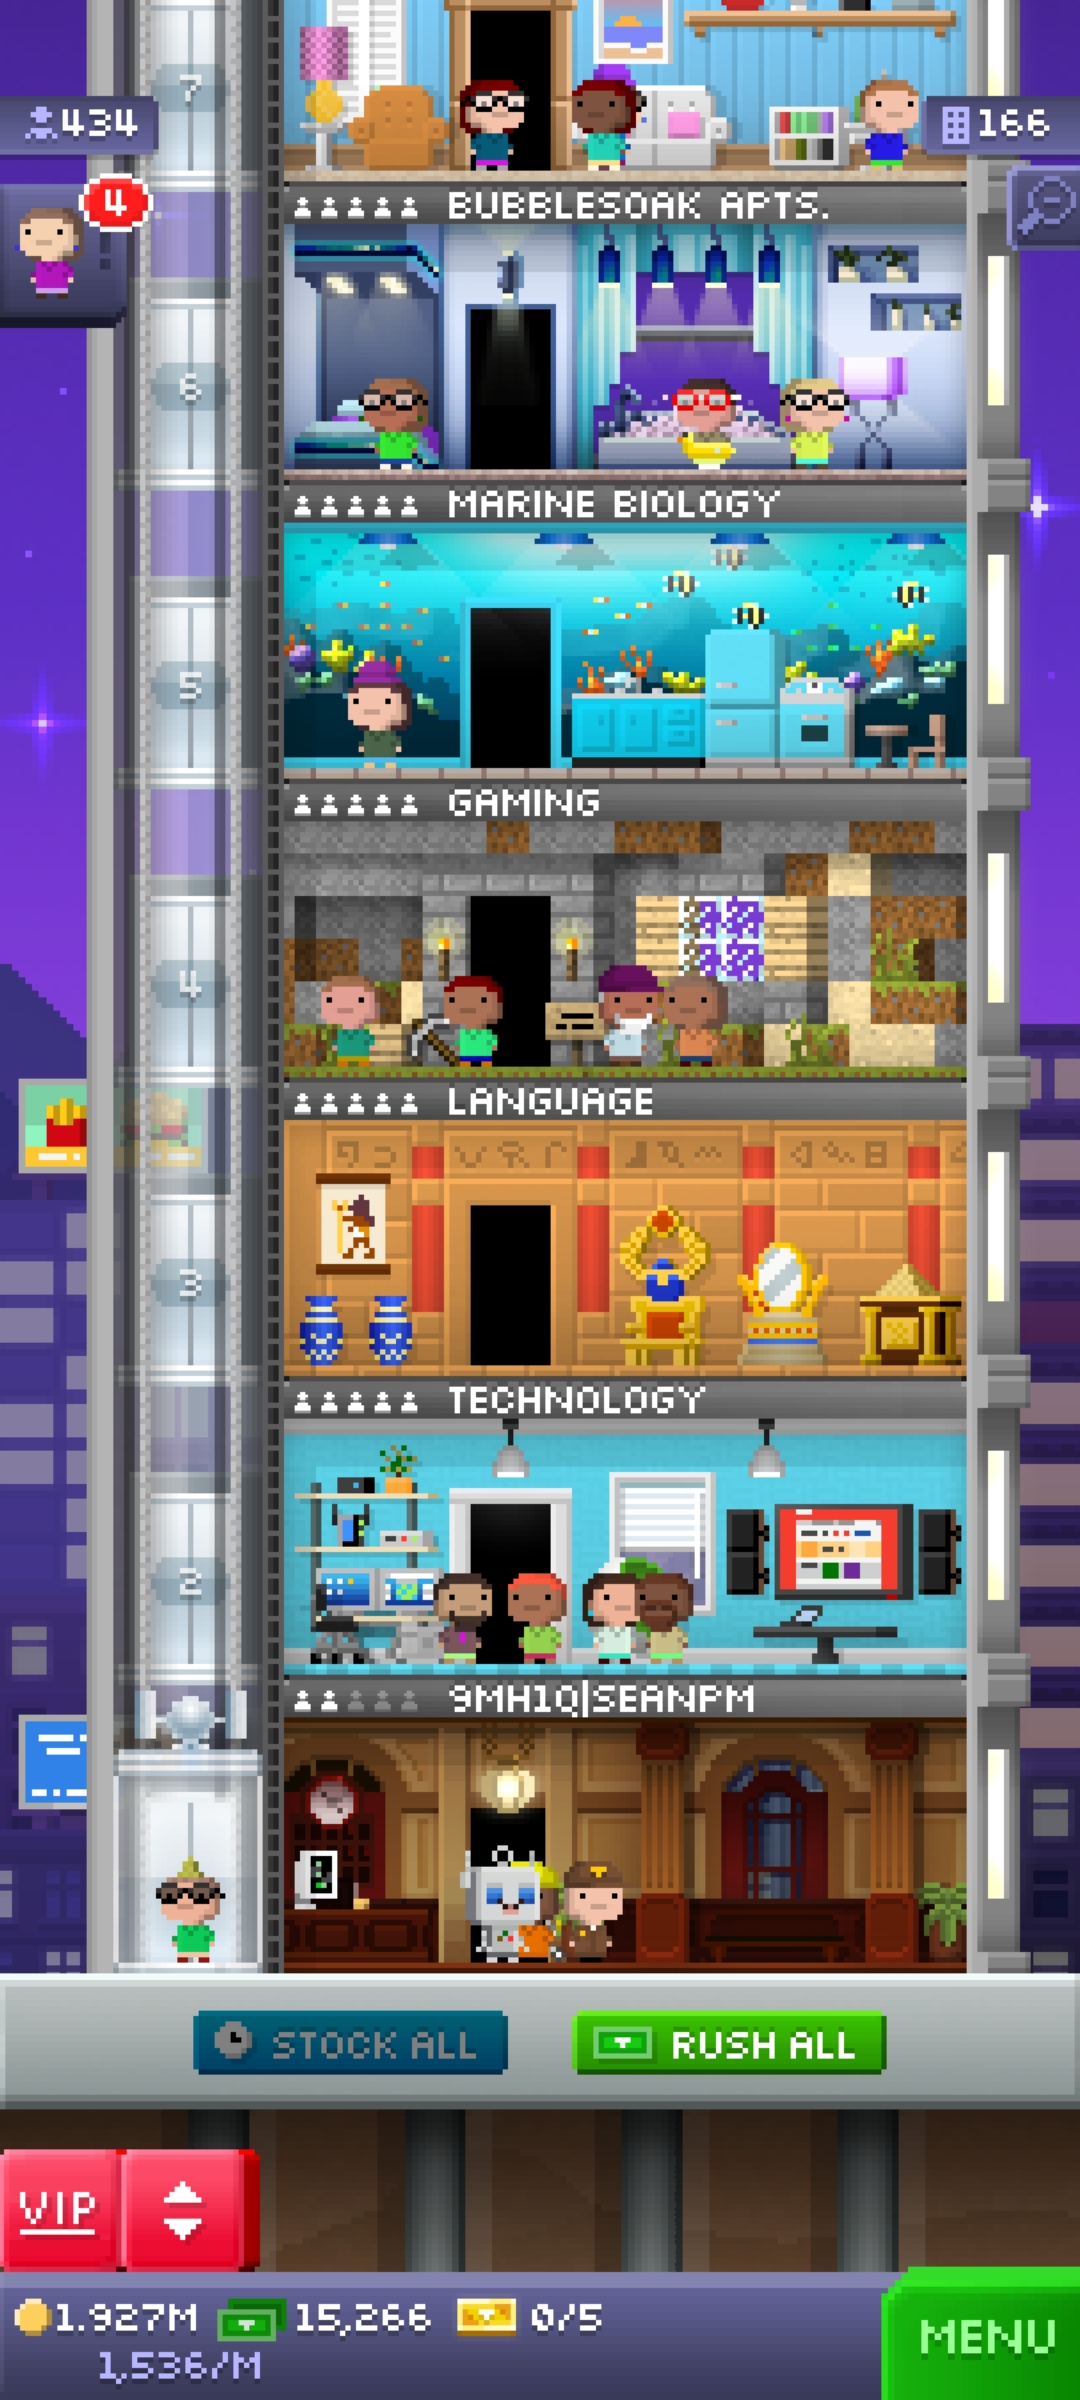 7
434
166
4
BUBBLESOAK APTS.
6
MARINE BIOLOGY
5
GAMING
4
LANGUAGE
3
TECHNOLOGY
2
9MH1Q|SEANPM
STOCK ALL
RUSH ALL
VIP
1.927M 15,266 0/5
1,536/M
MENU